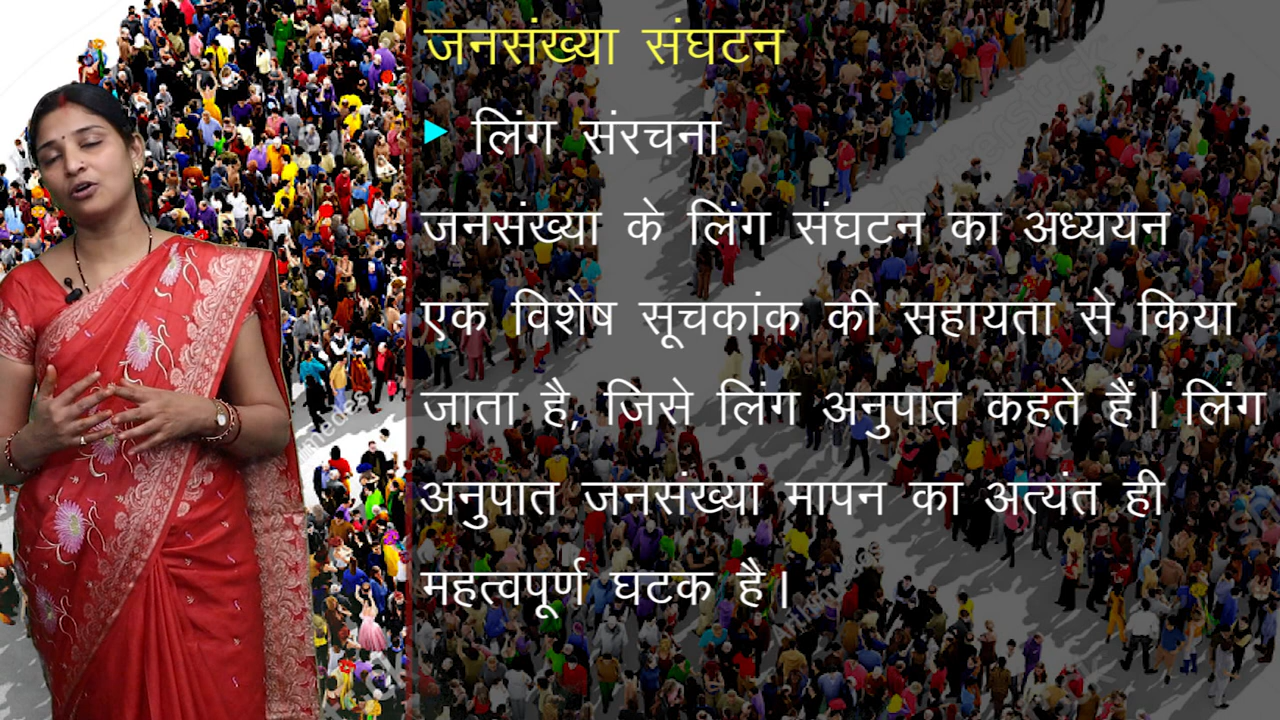 जनसंख्या संघटन
लिंग संरचना
जनसंख्या के लिंग संघटन का अध्ययन
एक विशेष सूचकांक की सहायता से किया
जाता है, जिसे लिंग अनुपात कहते हैं। लिंग
अनुपात जनसंख्या मापन का अत्यंत ही
महत्वपूर्ण घटक है।